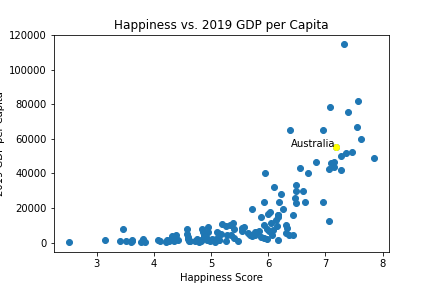 Happiness vs. 2019 GDP per Capita
120000
100000
80000
60000
40000
20000
0
Australia
3 4 5 6 7 8
Happiness Score
2019 GDP per Capita